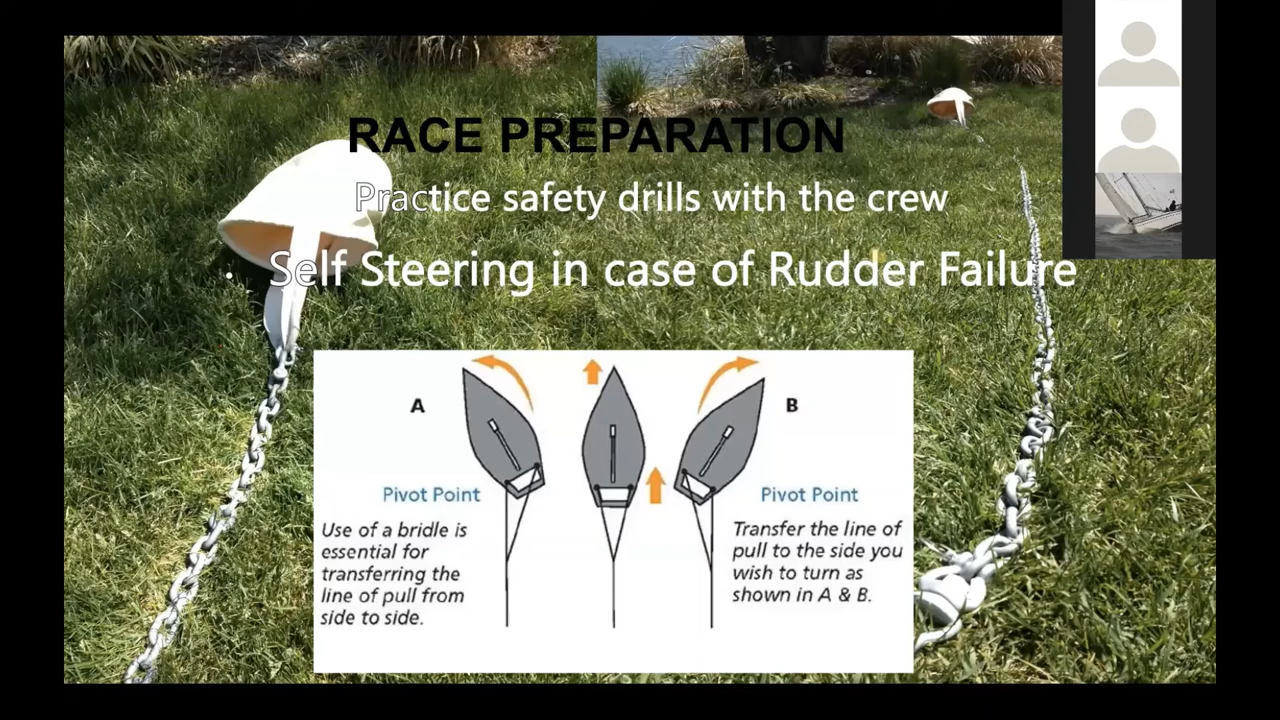 RACE PREPARATION
Practice safety drills with the crew
• Self Steering in case of Rudder Failure
A
B
Pivot Point
Pivot Point
Use of a bridle is
essential for
transferring the
line of pull from
side to side.
Transfer the line of
pull to the side you
wish to turn as
shown in A & B.